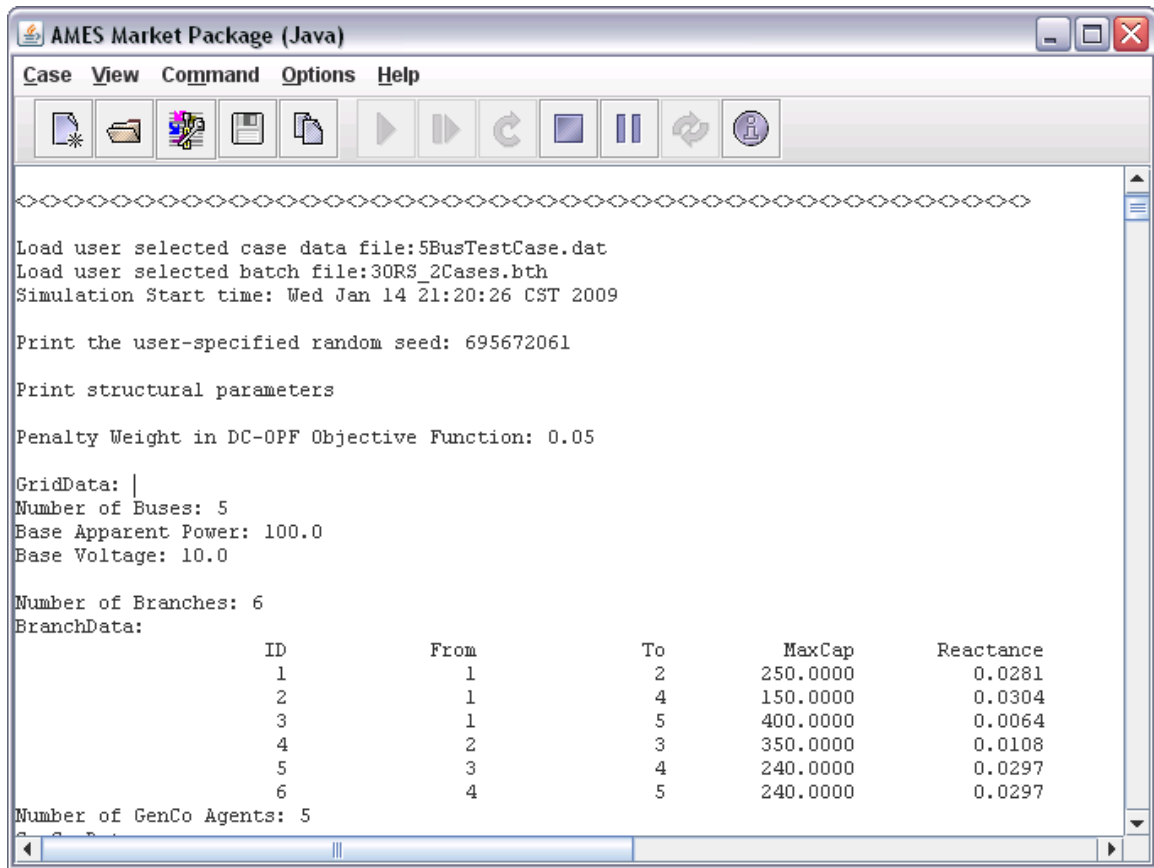 AMES Market Package (Java)
Case View Command Options Help
<><><><><><><><><><><><><><><><><><><><><><><><><><><><><><><><><><><><><><><><><><><>
Load user selected case data file:5BusTestCase.dat
Load user selected batch file:30RS_2Cases.bth
Simulation Start time: Wed Jan 14 21:20:26 CST 2009
Print the user-specified random seed: 695672061
Print structural parameters
Penalty Weight in DC-OPF Objective Function: 0.05
GridData:
Number of Buses: 5
Base Apparent Power: 100.0
Base Voltage: 10.0
Number of Branches: 6
BranchData:
ID From To MaxCap Reactance
1 1 2 250.0000 0.0281
2 1 4 150.0000 0.0304
3 1 5 400.0000 0.0064
4 2 3 350.0000 0.0108
5 3 4 240.0000 0.0297
6 4 5 240.0000 0.0297
Number of GenCo Agents: 5